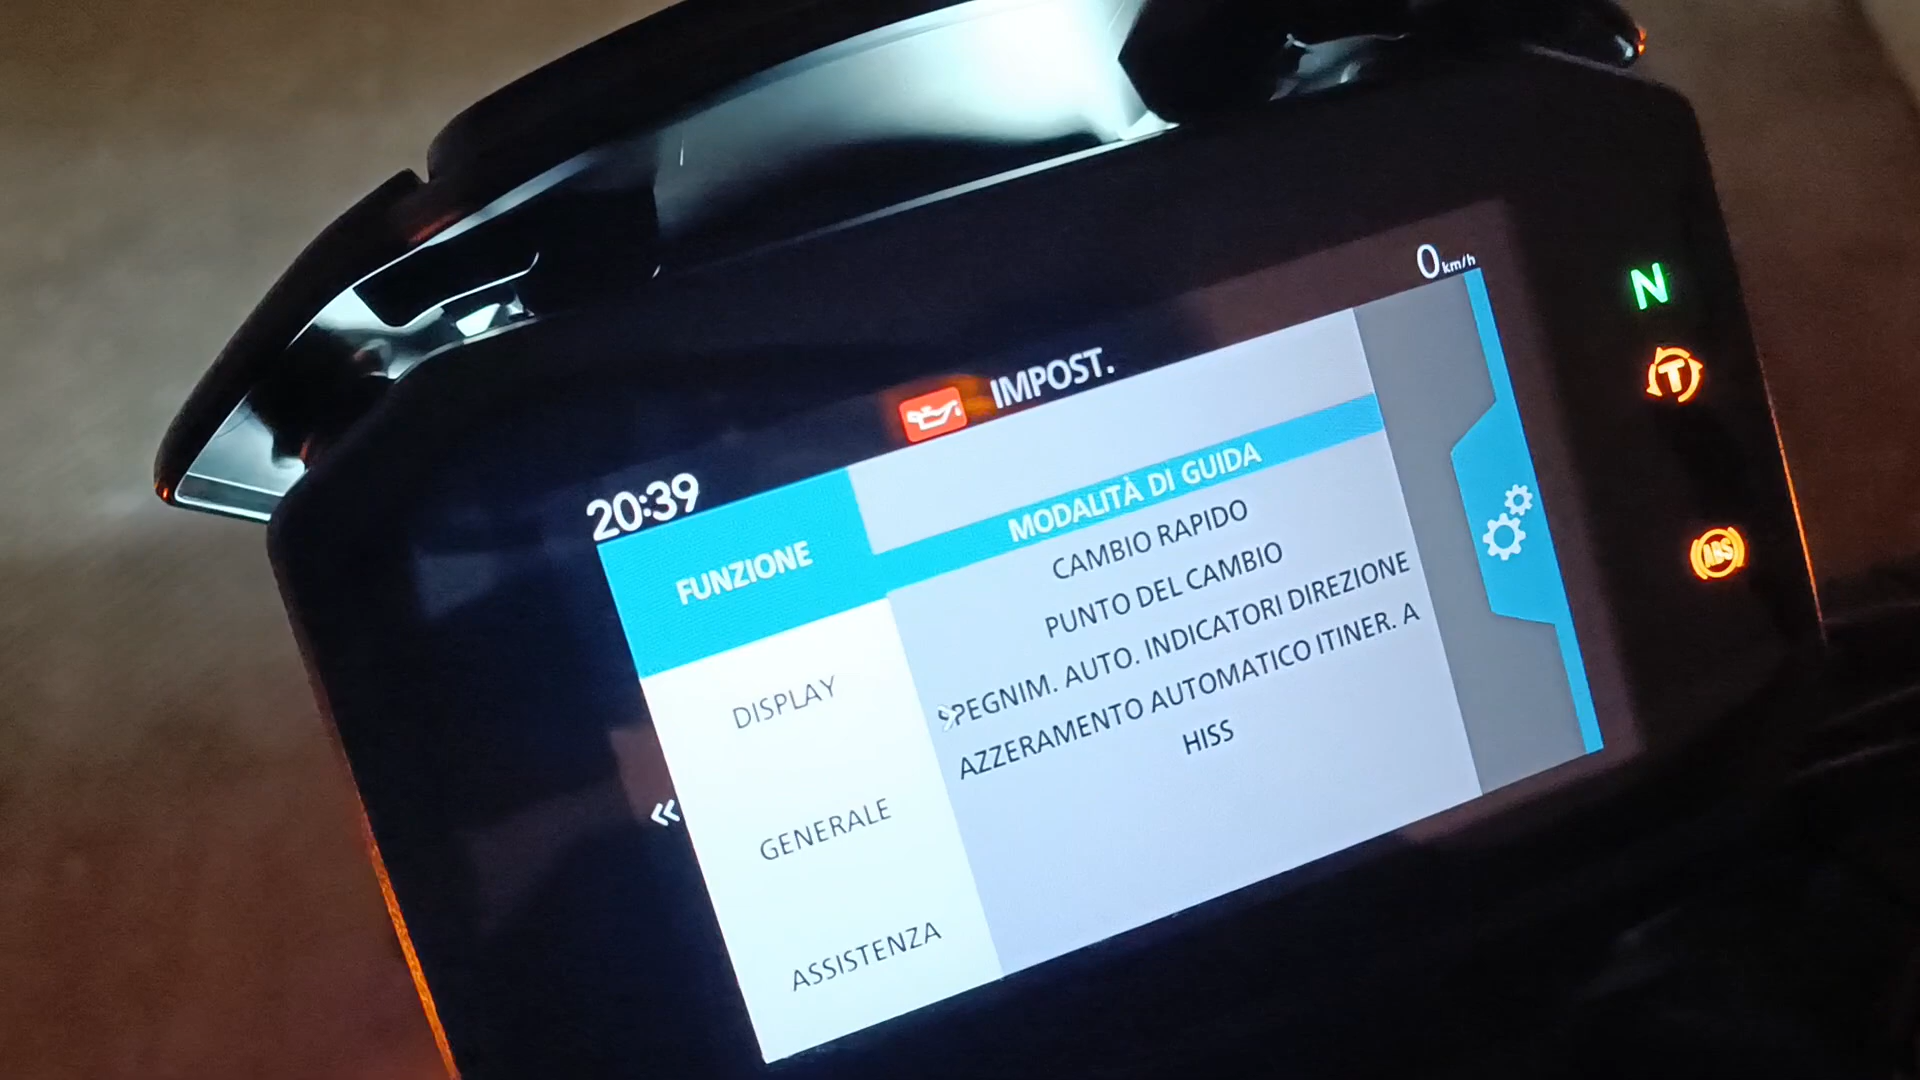 0 km/h
N
IMPOST.
T
20:39
FUNZIONE
MODALITÀ DI GUIDA
CAMBIO RAPIDO
PUNTO DEL CAMBIO
SPEGNIM. AUTO. INDICATORI DIREZIONE
AZZERAMENTO AUTOMATICO ITINER. A
HISS
DISPLAY
GENERALE
ASSISTENZA
ABS